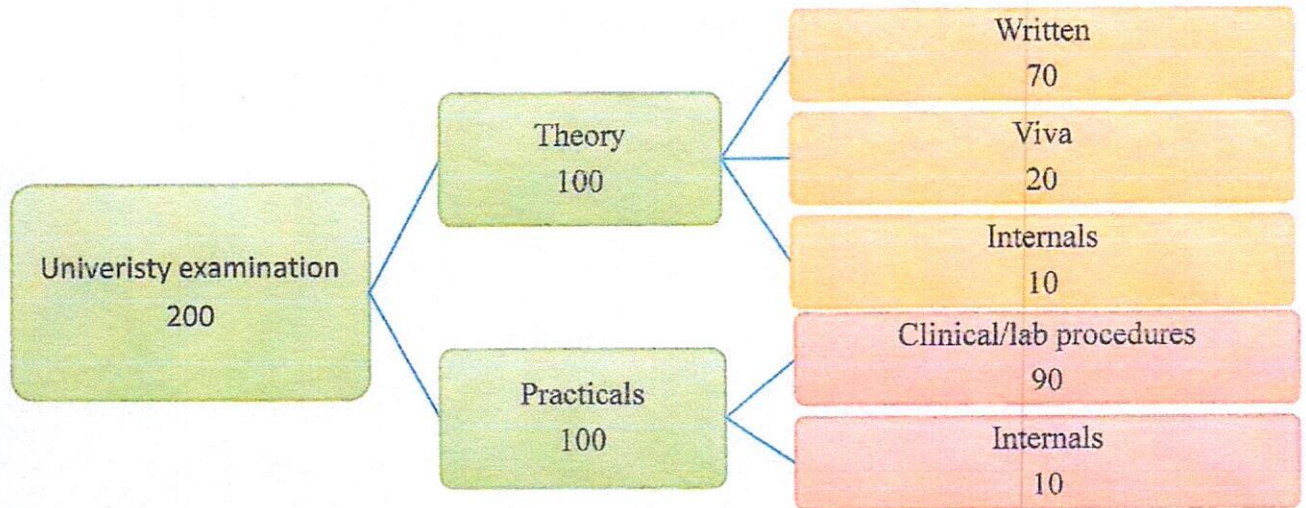 Univeristy examination
200
Theory
100
Practicals
100
Written
70
Viva
20
Internals
10
Clinical/lab procedures
90
Internals
10